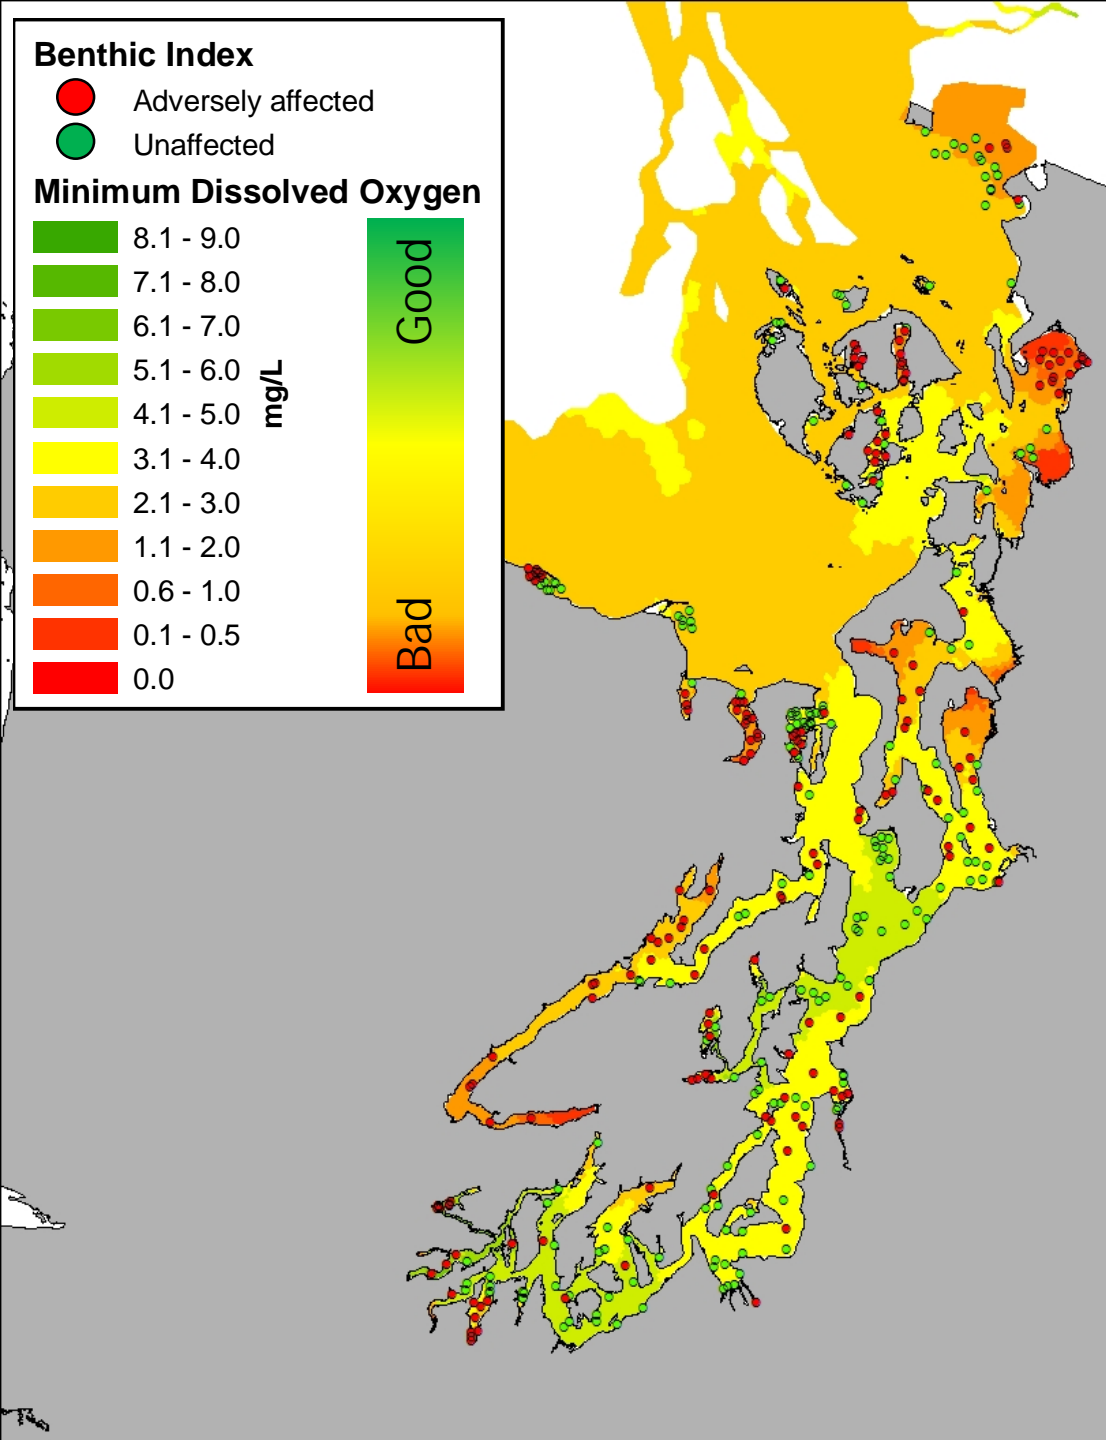 Benthic Index
Adversely affected
Unaffected
Minimum Dissolved Oxygen
8.1 - 9.0
7.1 - 8.0
6.1 - 7.0
5.1 - 6.0
4.1 - 5.0
3.1 - 4.0
2.1 - 3.0
1.1 - 2.0
0.6 - 1.0
0.1 - 0.5
0.0
mg/L
Good
Bad